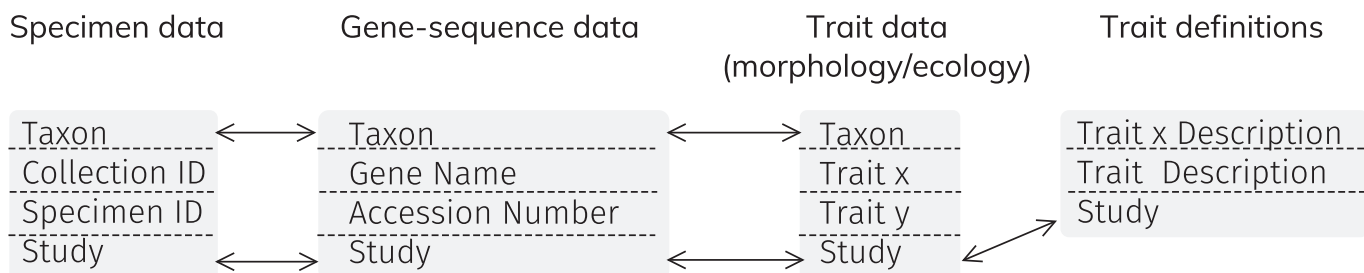 Specimen data
Gene-sequence data
Trait data
(morphology/ecology)
Trait definitions
Taxon
Collection ID
Specimen ID
Study
Taxon
Gene Name
Accession Number
Study
Taxon
Trait x
Trait y
Study
Trait x Description
Trait  Description
Study